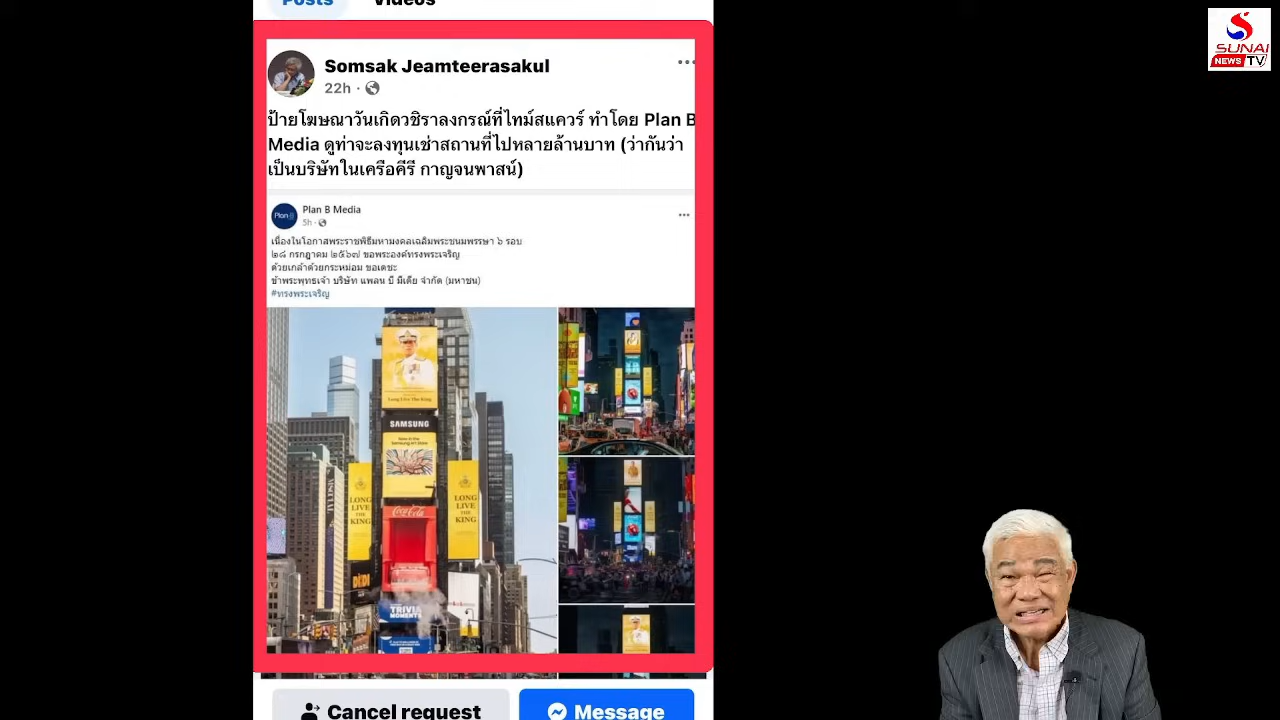 Posts Videos
SUNAI
NEWS TV
Somsak Jeamteerasakul
22h
ป้ายโฆษณาวันเกิดวชิราลงกรณ์ที่ไทม์สแควร์ ทำโดย Plan B
Media ดูท่าจะลงทุนเช่าสถานที่ไปหลายล้านบาท (ว่ากันว่า
เป็นบริษัทในเครือคีรี กาญจนพาสน์)
Plan B
Plan B Media
5h
เนื่องในโอกาสพระราชพิธีมหามงคลเฉลิมพระชนมพรรษา ๖ รอบ
๒๘ กรกฎาคม ๒๕๖๗ ขอพระองค์ทรงพระเจริญ
ด้วยเกล้าด้วยกระหม่อม ขอเดชะ
ข้าพระพุทธเจ้า บริษัท แพลน บี มีเดีย จำกัด (มหาชน)
#ทรงพระเจริญ
Long Live The King
SAMSUNG
LONG
LIVE
THE
KING
LONG
LIVE
THE
KING
Coca-Cola
TRIVIA
MOMENTS
Cancel request
Message